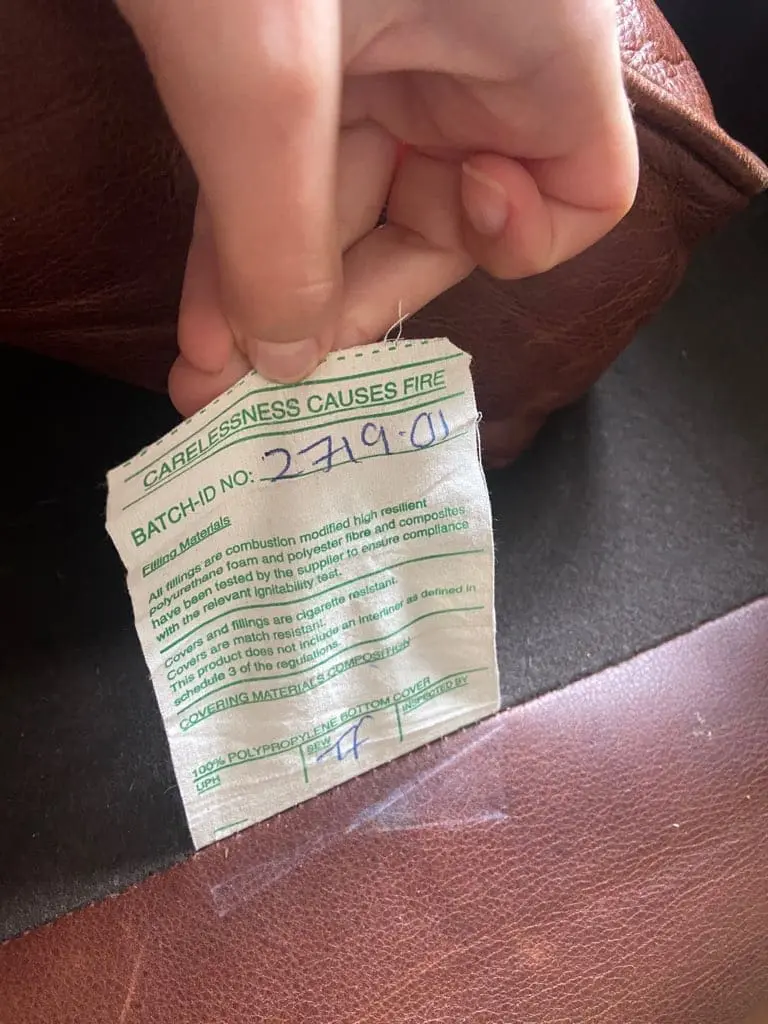 CARELESSNESS CAUSES FIRE
BATCH-ID NO: 2719-01
Filling Materials
All fillings are combustion modified high resilient
polyurethane foam and polyester fibre and composites
have been tested by the supplier to ensure compliance
with the relevant ignitability test.
Covers and fillings are cigarette resistant.
Covers are match resistant.
This product does not include an interliner as defined in
schedule 3 of the regulations.
COVERING MATERIALS COMPOSITION
100% POLYPROPYLENE BOTTOM COVER
UPH SEW INSPECTED BY